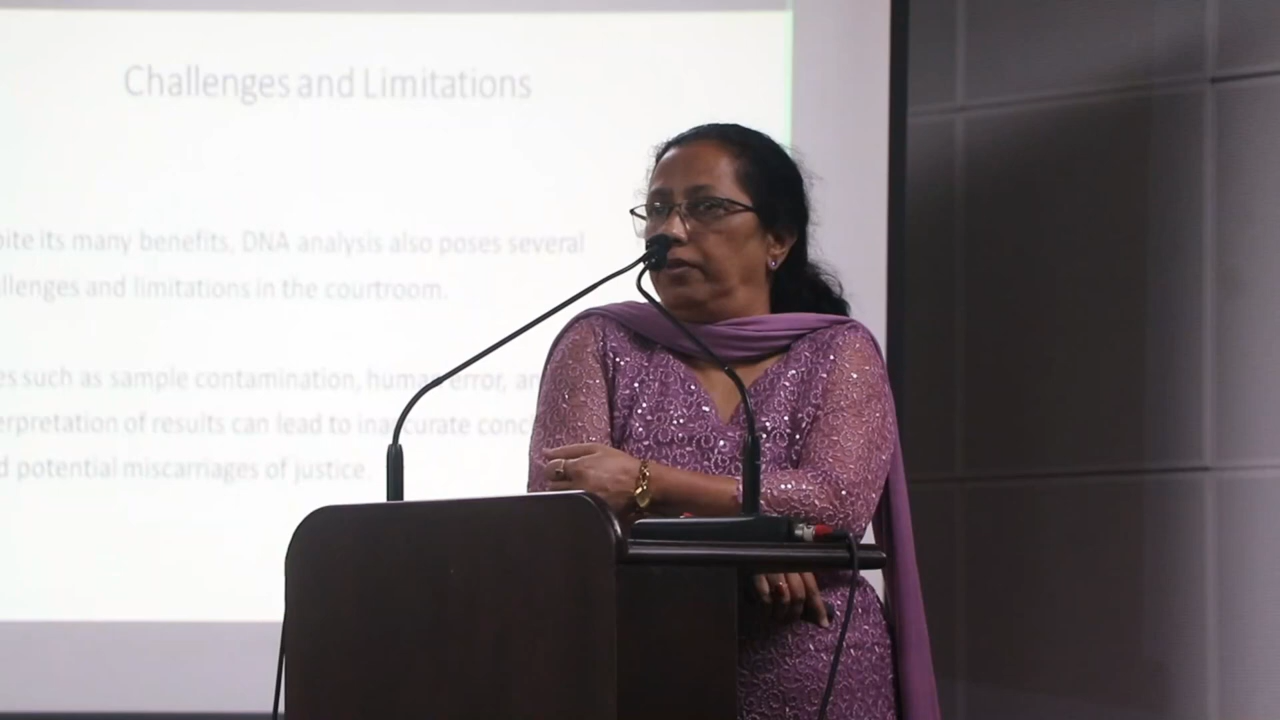 Challenges and Limitations
pite its many benefits, DNA analysis also poses several
llenges and limitations in the courtroom.
es such as sample contamination, human error, an
erpretation of results can lead to inaccurate conc
d potential miscarriages of justice.